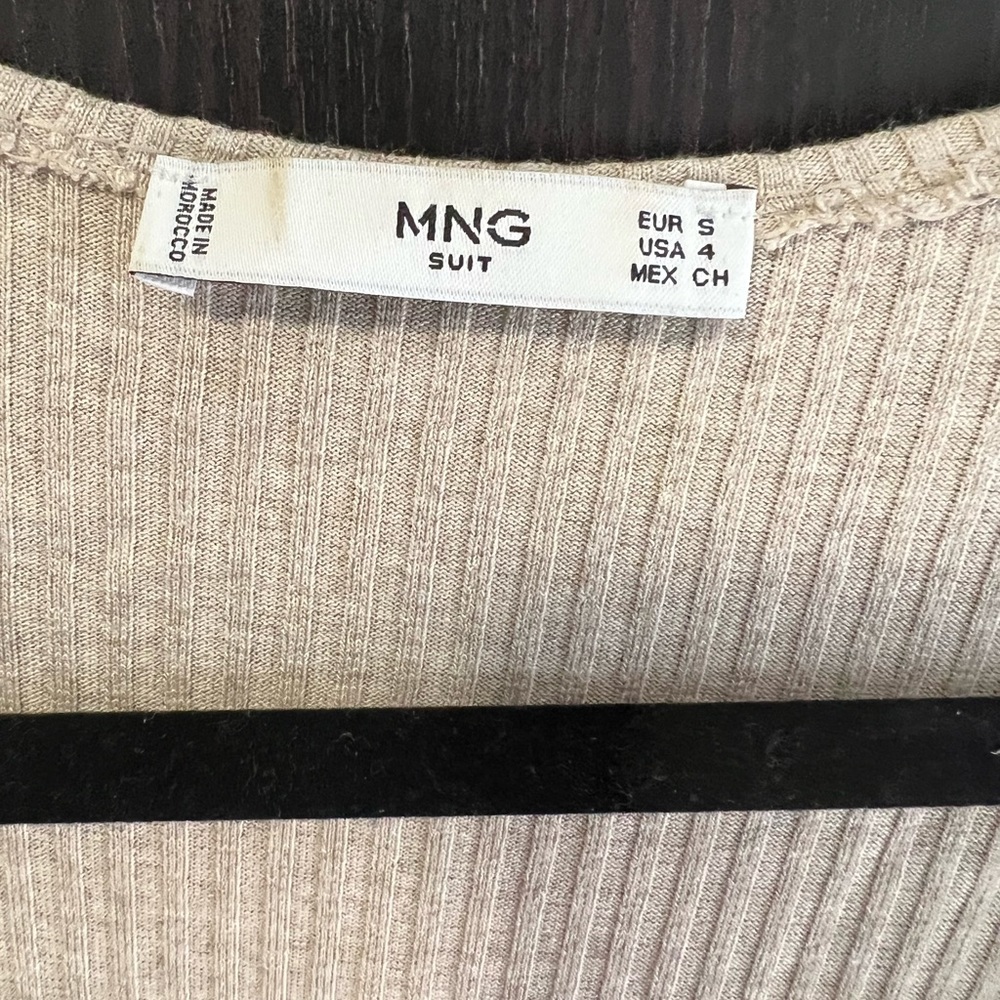 MADE IN
MOROCCO
MNG
SUIT
EUR S
USA 4
MEX CH